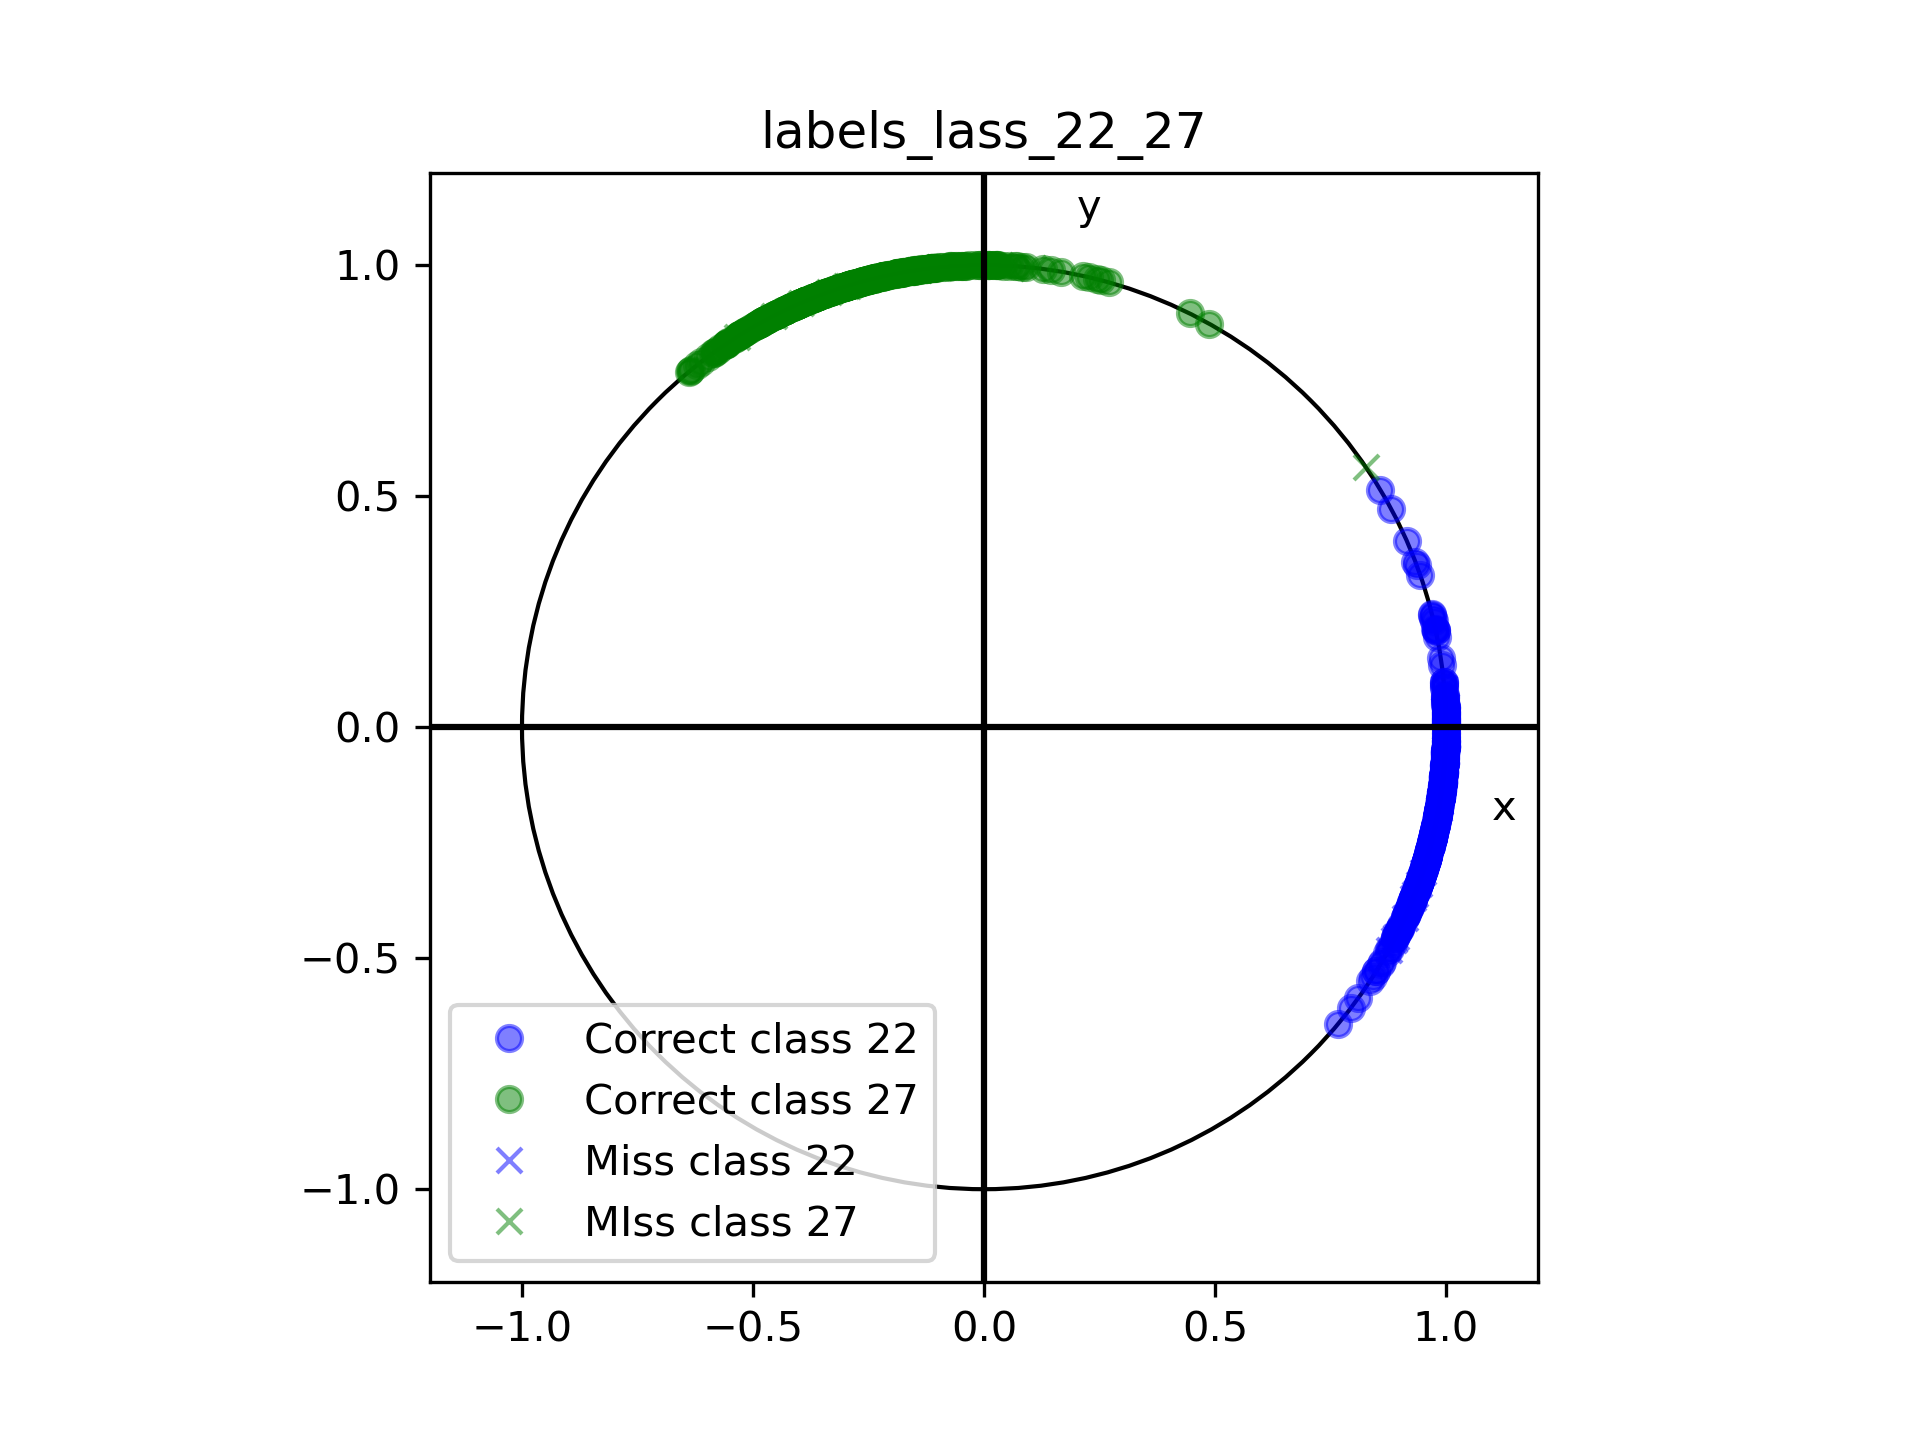 labels_lass_22_27
y
1.0
0.5
0.0
x
−0.5
−1.0
Correct class 22
Correct class 27
Miss class 22
MIss class 27
−1.0 −0.5 0.0 0.5 1.0